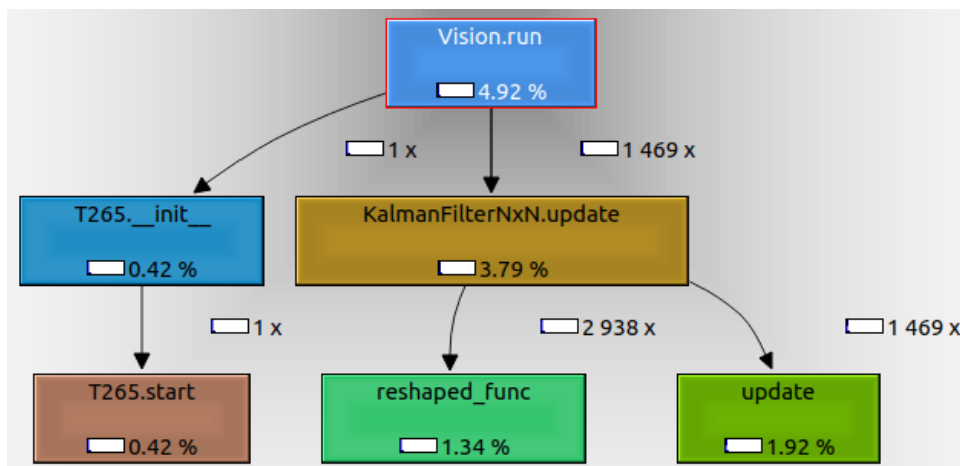 Vision.run
4.92 %
1 x
1 469 x
T265.__init__
0.42 %
KalmanFilterNxN.update
3.79 %
1 x
2 938 x
1 469 x
T265.start
0.42 %
reshaped_func
1.34 %
update
1.92 %